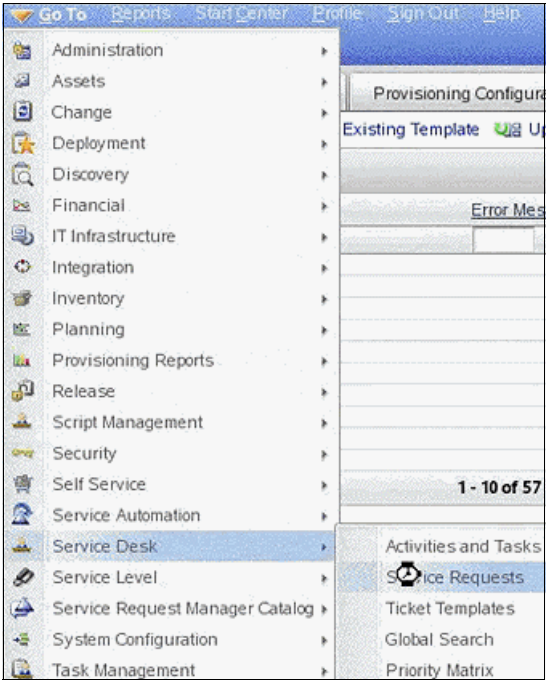 Go To Reports Start Center Profile Sign Out Help
Administration
Assets
Change
Deployment
Discovery
Financial
IT Infrastructure
Integration
Inventory
Planning
Provisioning Reports
Release
Script Management
Security
Self Service
Service Automation
Service Desk
Service Level
Service Request Manager Catalog
System Configuration
Task Management
Provisioning Configura
Existing Template Up
Error Mes
1 - 10 of 57
Activities and Tasks
Service Requests
Ticket Templates
Global Search
Priority Matrix